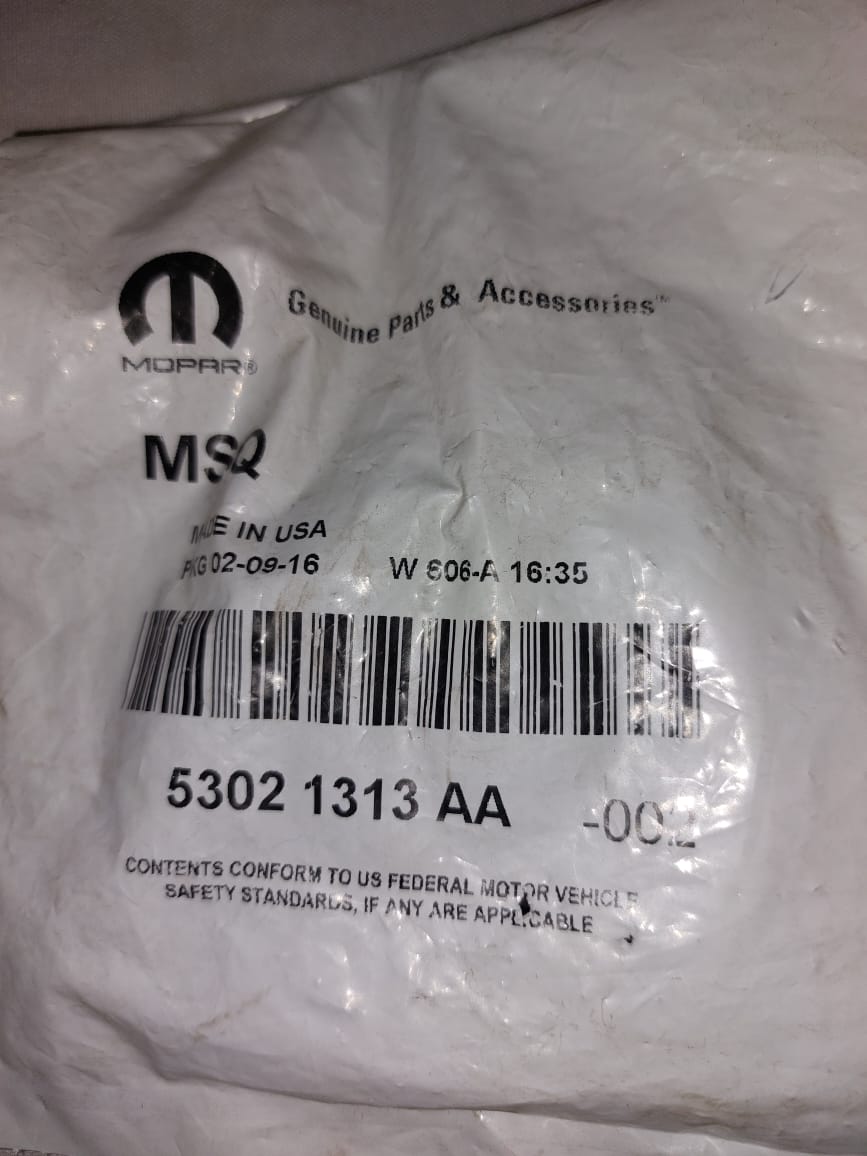 Genuine Parts & Accessories™
MOPAR®
MSQ
MADE IN USA
PKG 02-09-16 W 606-A 16:35
5302 1313 AA -002
CONTENTS CONFORM TO US FEDERAL MOTOR VEHICLE
SAFETY STANDARDS, IF ANY ARE APPLICABLE